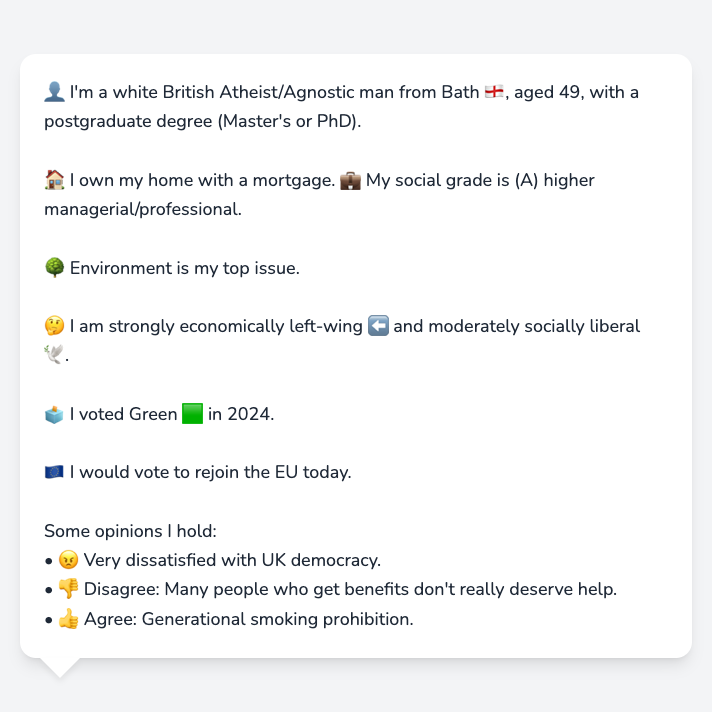 👤 I'm a white British Atheist/Agnostic man from Bath 🏴󠁧󠁢󠁥󠁮󠁧󠁿, aged 49, with a
postgraduate degree (Master's or PhD).
🏠 I own my home with a mortgage. 💼 My social grade is (A) higher
managerial/professional.
🌳 Environment is my top issue.
🤔 I am strongly economically left-wing ⬅️ and moderately socially liberal
🕊️.
🗳️ I voted Green 🟩 in 2024.
🇪🇺 I would vote to rejoin the EU today.
Some opinions I hold:
• 😠 Very dissatisfied with UK democracy.
• 👎 Disagree: Many people who get benefits don't really deserve help.
• 👍 Agree: Generational smoking prohibition.